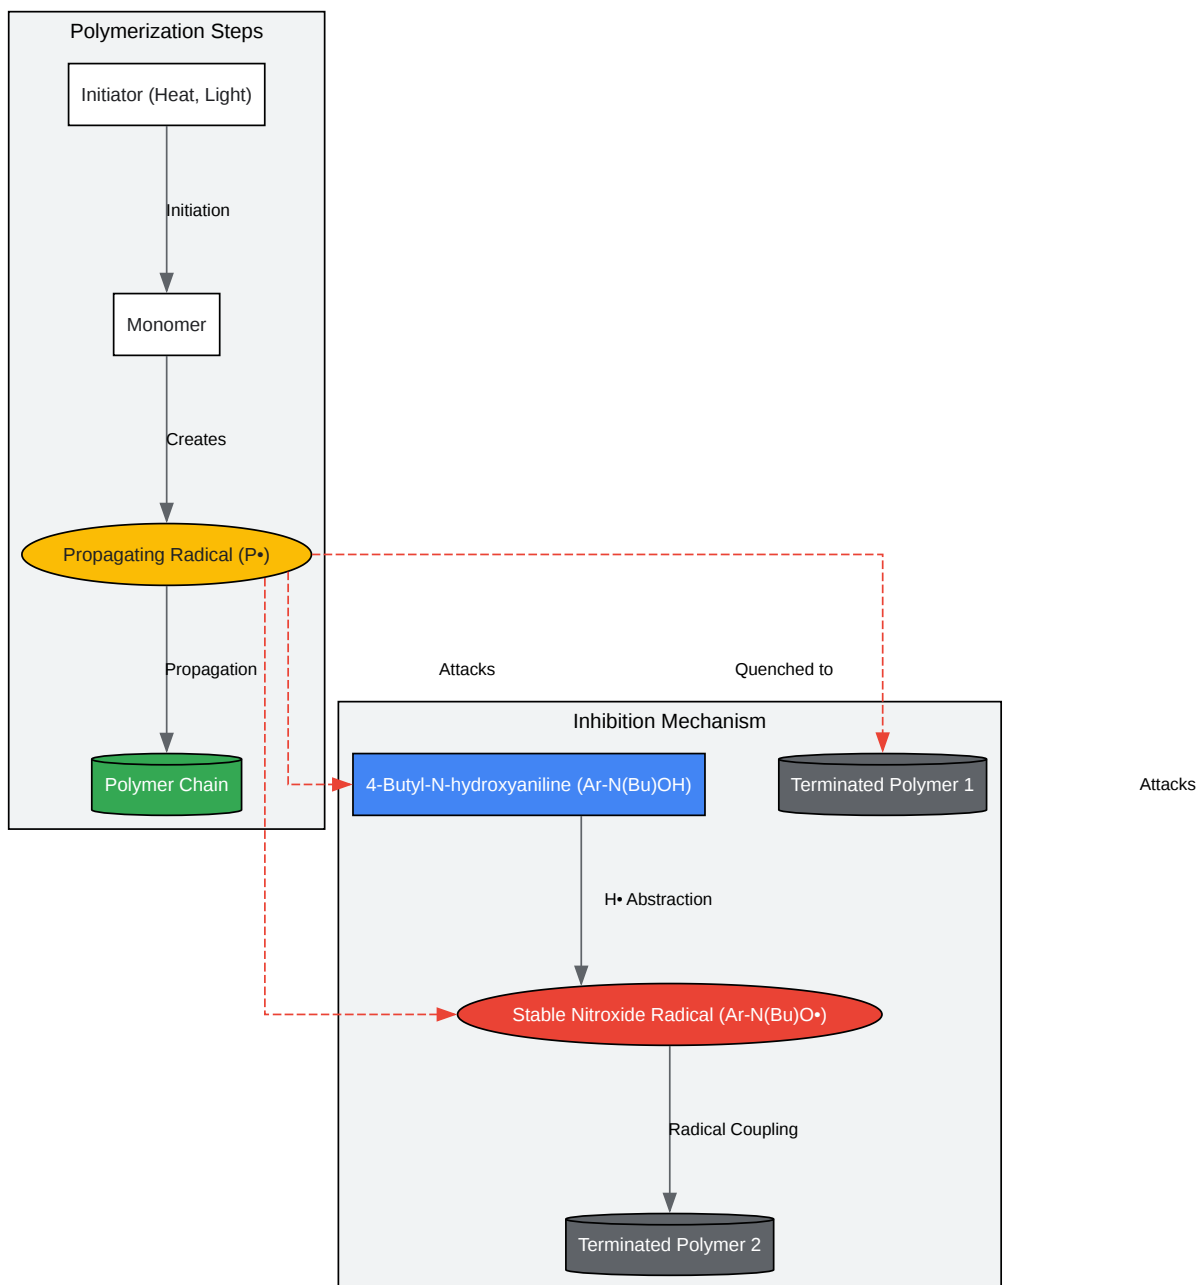 Polymerization Steps
Initiator (Heat, Light)
Initiation
Monomer
Creates
Propagating Radical (P•)
Propagation
Attacks
Quenched to
Polymer Chain
Inhibition Mechanism
4-Butyl-N-hydroxyaniline (Ar-N(Bu)OH)
Terminated Polymer 1
Attacks
H• Abstraction
Stable Nitroxide Radical (Ar-N(Bu)O•)
Radical Coupling
Terminated Polymer 2